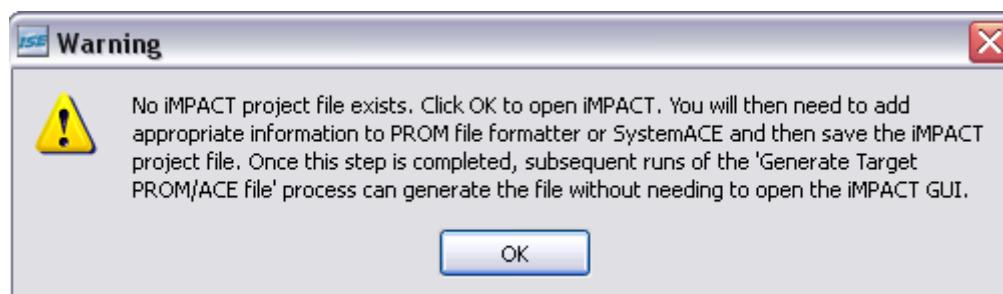 ISE Warning
No iMPACT project file exists. Click OK to open iMPACT. You will then need to add
appropriate information to PROM file formatter or SystemACE and then save the iMPACT
project file. Once this step is completed, subsequent runs of the 'Generate Target
PROM/ACE file' process can generate the file without needing to open the iMPACT GUI.
OK